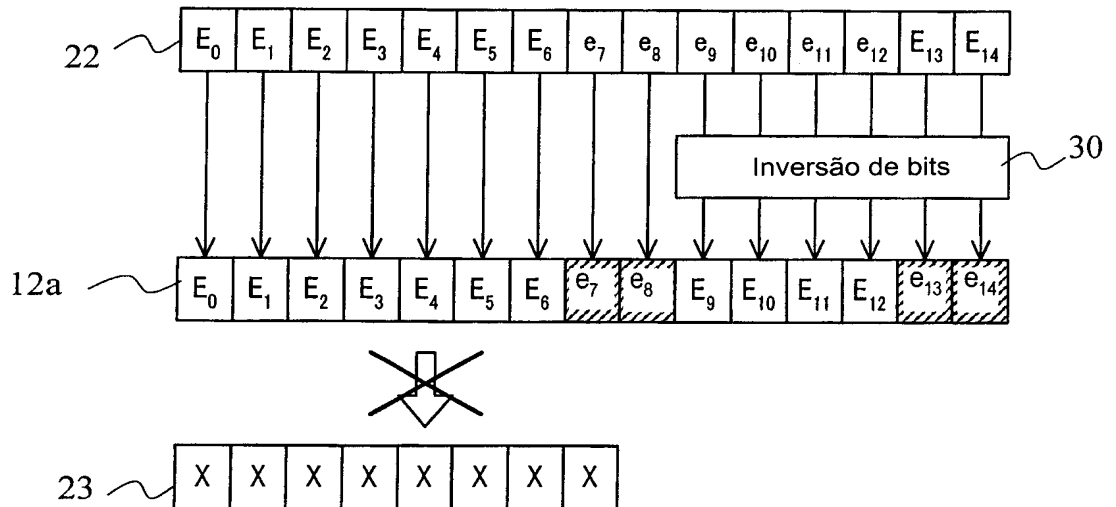 22 E₀ E₁ E₂ E₃ E₄ E₅ E₆ e₇ e₈ e₉ e₁₀ e₁₁ e₁₂ E₁₃ E₁₄
Inversão de bits 30
12a E₀ E₁ E₂ E₃ E₄ E₅ E₆ e₇ e₈ E₉ E₁₀ E₁₁ E₁₂ e₁₃ e₁₄
23 X X X X X X X X